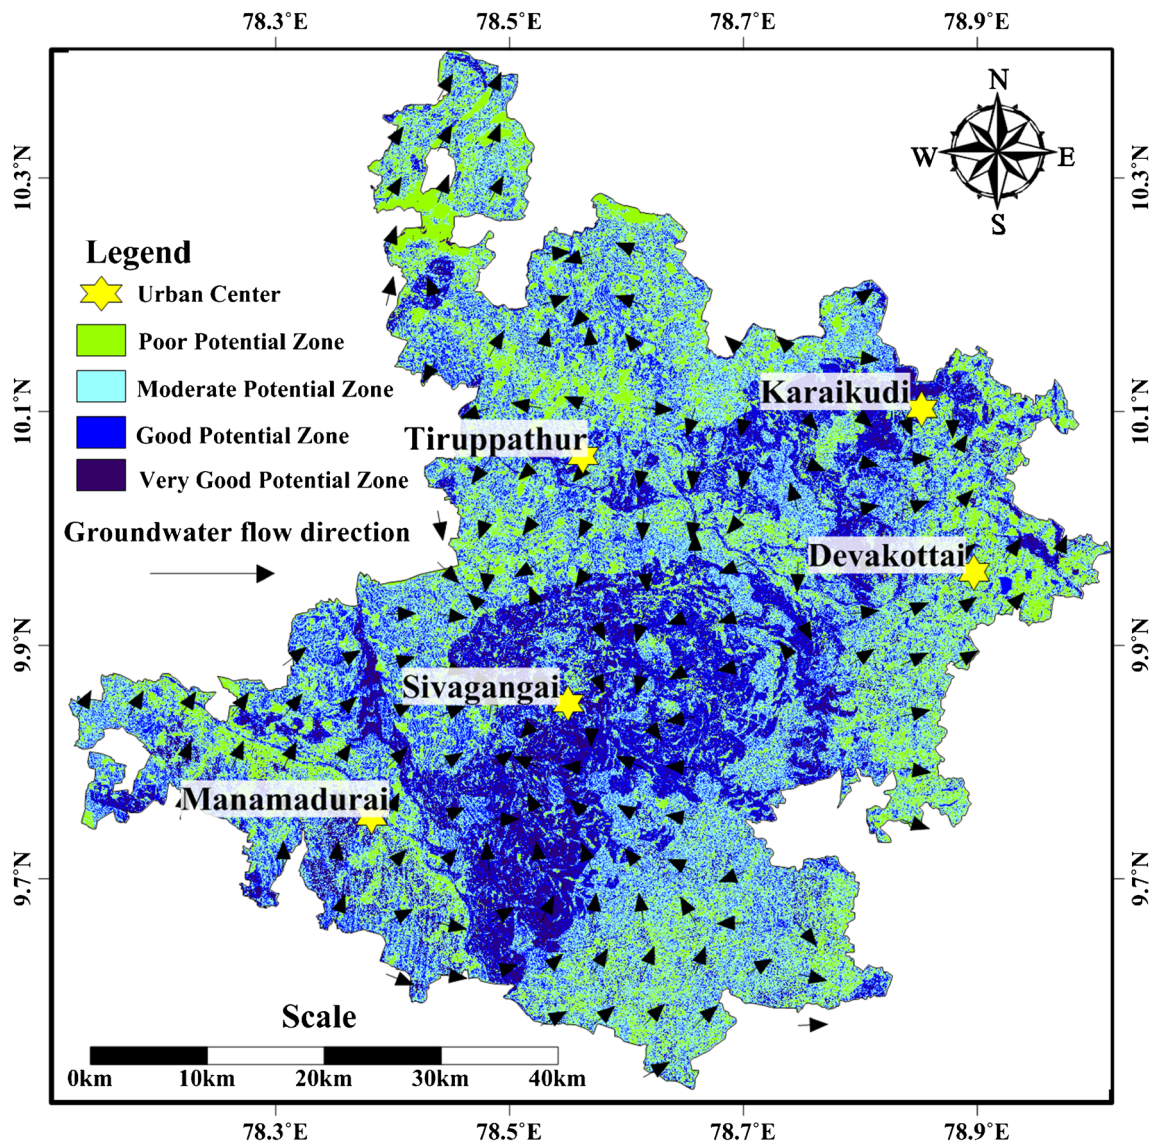 78.3°E 78.5°E 78.7°E 78.9°E
N
W E
S
10.3°N 10.3°N
Legend
Urban Center
Poor Potential Zone
Moderate Potential Zone
Good Potential Zone
Very Good Potential Zone
Groundwater flow direction
Karaikudi
10.1°N 10.1°N
Tiruppathur
Devakottai
9.9°N 9.9°N
Sivagangai
Manamadurai
9.7°N 9.7°N
Scale
0km 10km 20km 30km 40km
78.3°E 78.5°E 78.7°E 78.9°E